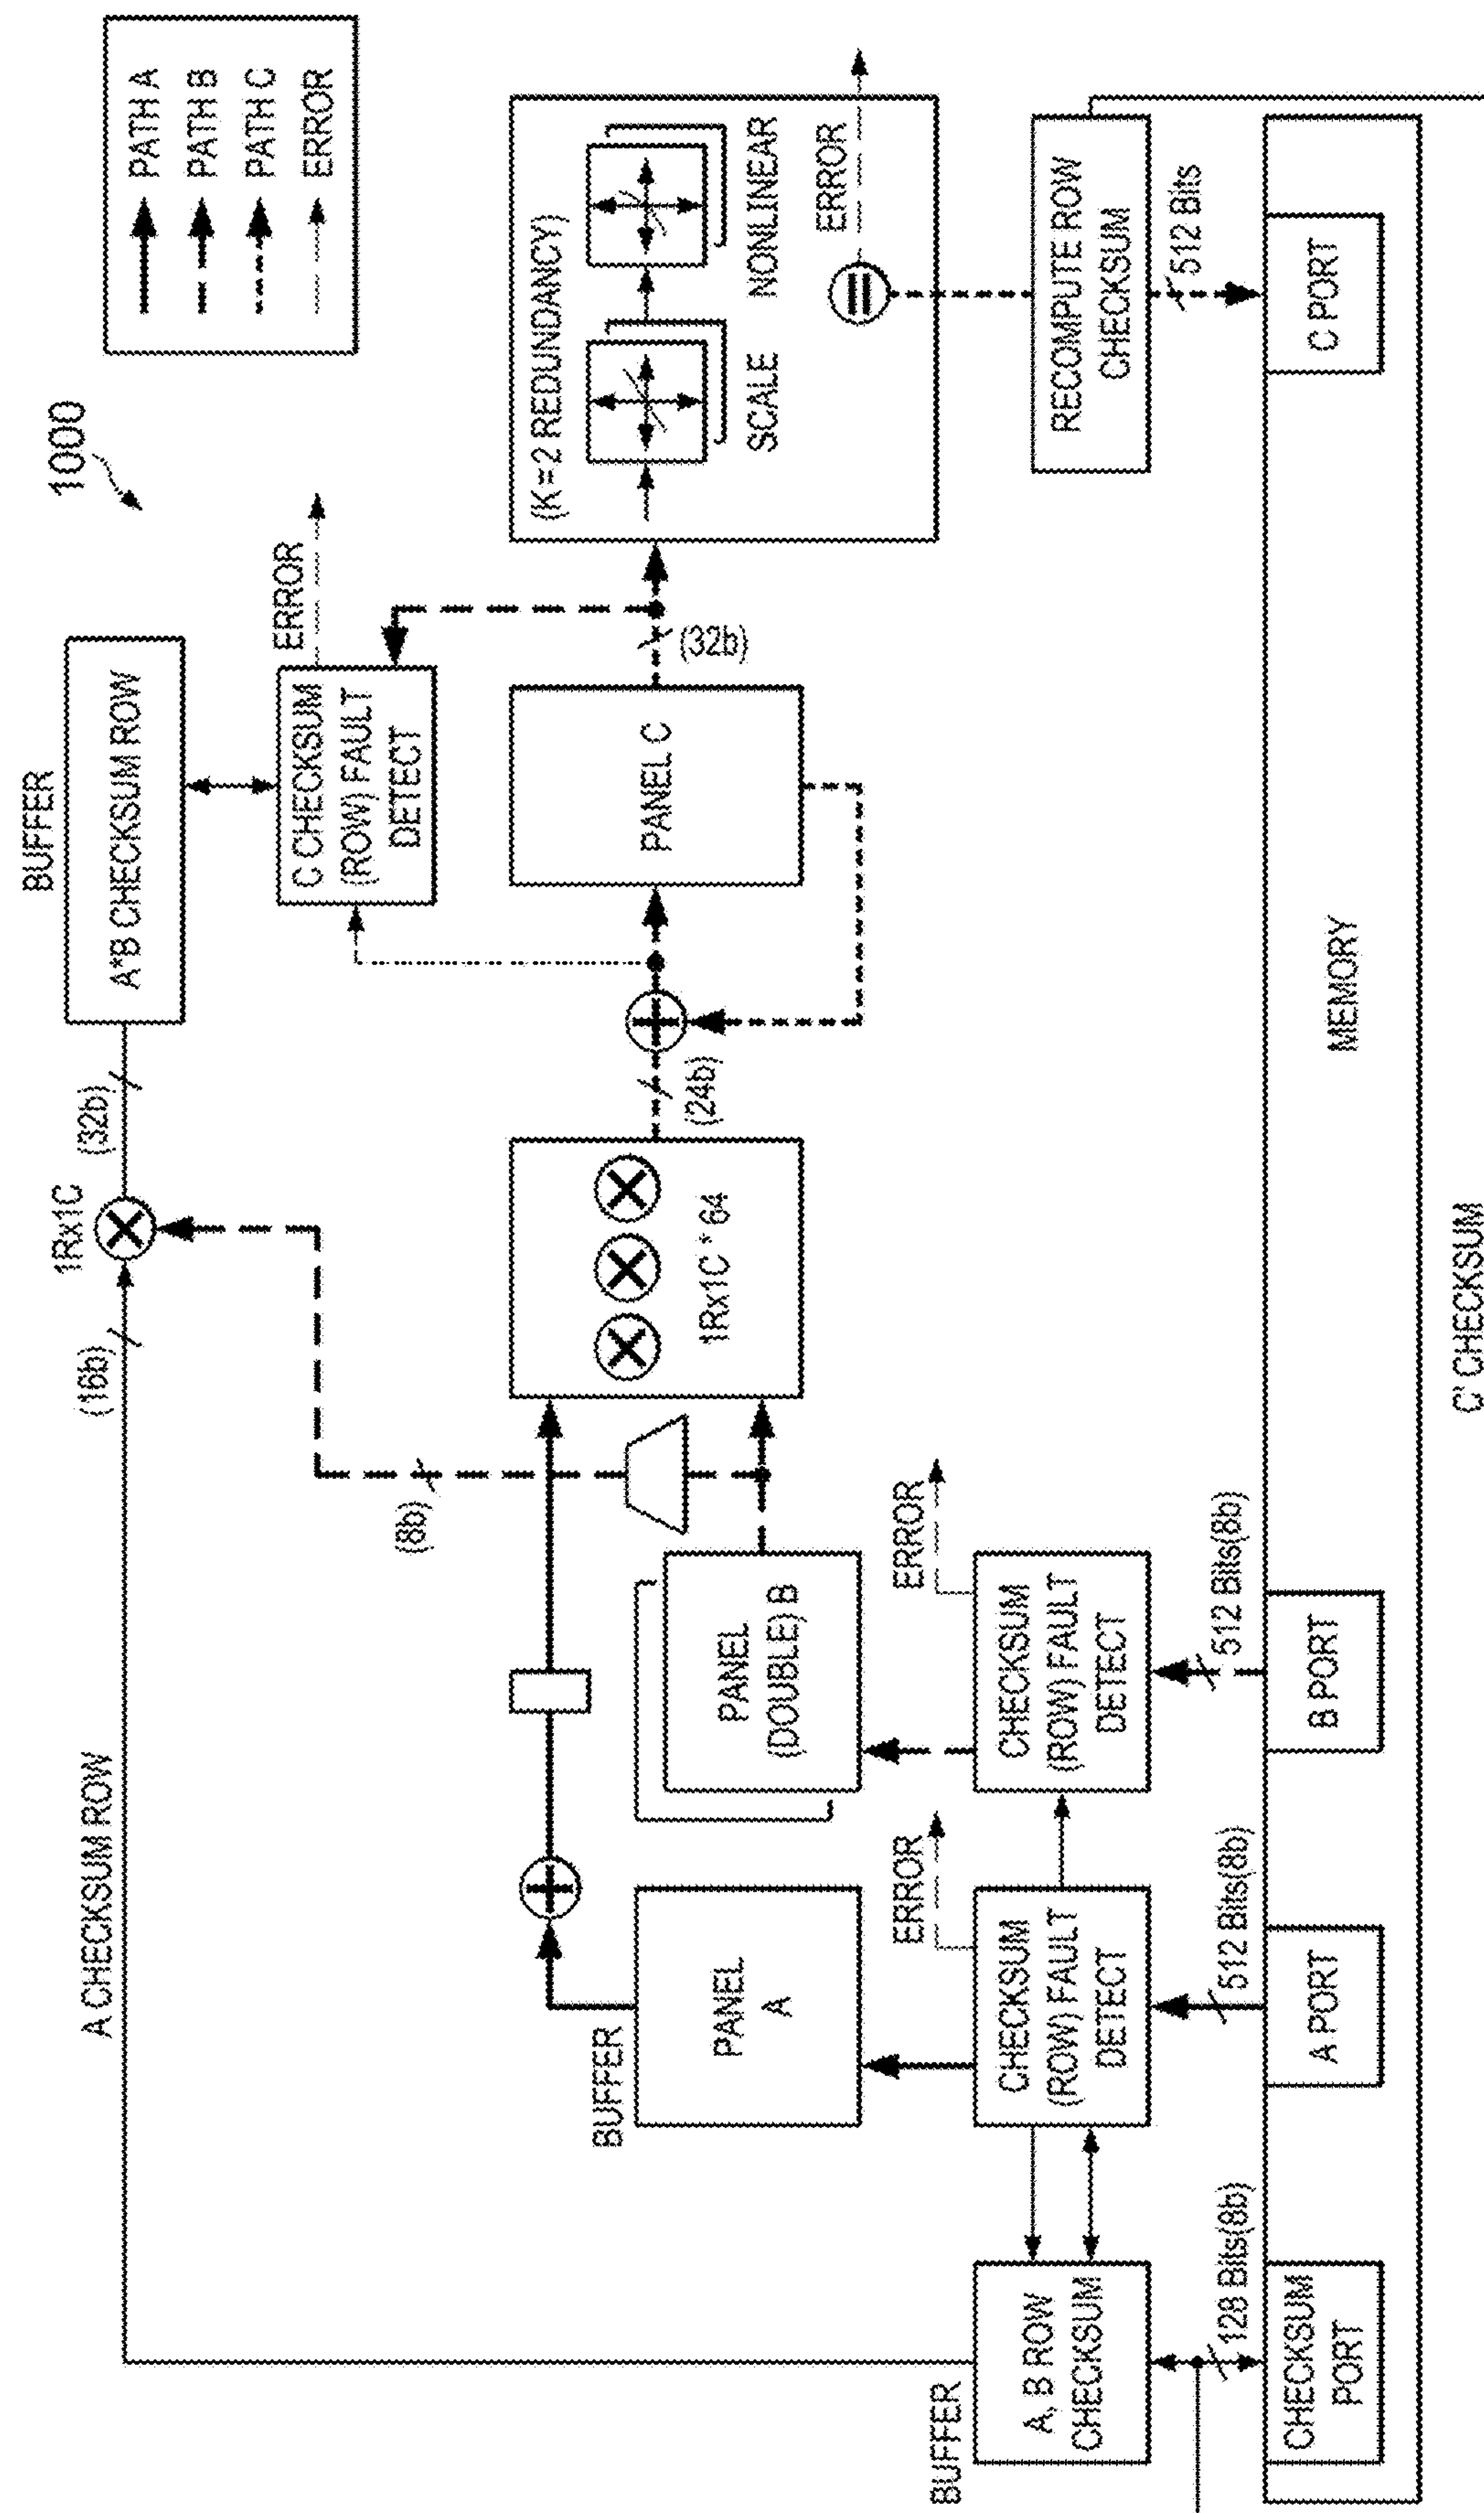 1000
PATH A
PATH B
PATH C
ERROR
BUFFER
A*B CHECKSUM ROW
(32b)
1Rx1C
(16b)
A CHECKSUM ROW
ERROR
C CHECKSUM
(ROW) FAULT
DETECT
(8b)
(K = 2 REDUNDANCY)
SCALE
NONLINEAR
ERROR
(32b)
PANEL C
(24b)
1Rx1C * 64
PANEL
(DOUBLE) B
BUFFER
PANEL
A
ERROR
ERROR
BUFFER
A, B ROW
CHECKSUM
CHECKSUM
(ROW) FAULT
DETECT
CHECKSUM
(ROW) FAULT
DETECT
RECOMPUTE ROW
CHECKSUM
128 Bits(8b)
512 Bits(8b)
512 Bits(8b)
512 Bits
CHECKSUM
PORT
A PORT
B PORT
C PORT
MEMORY
C' CHECKSUM